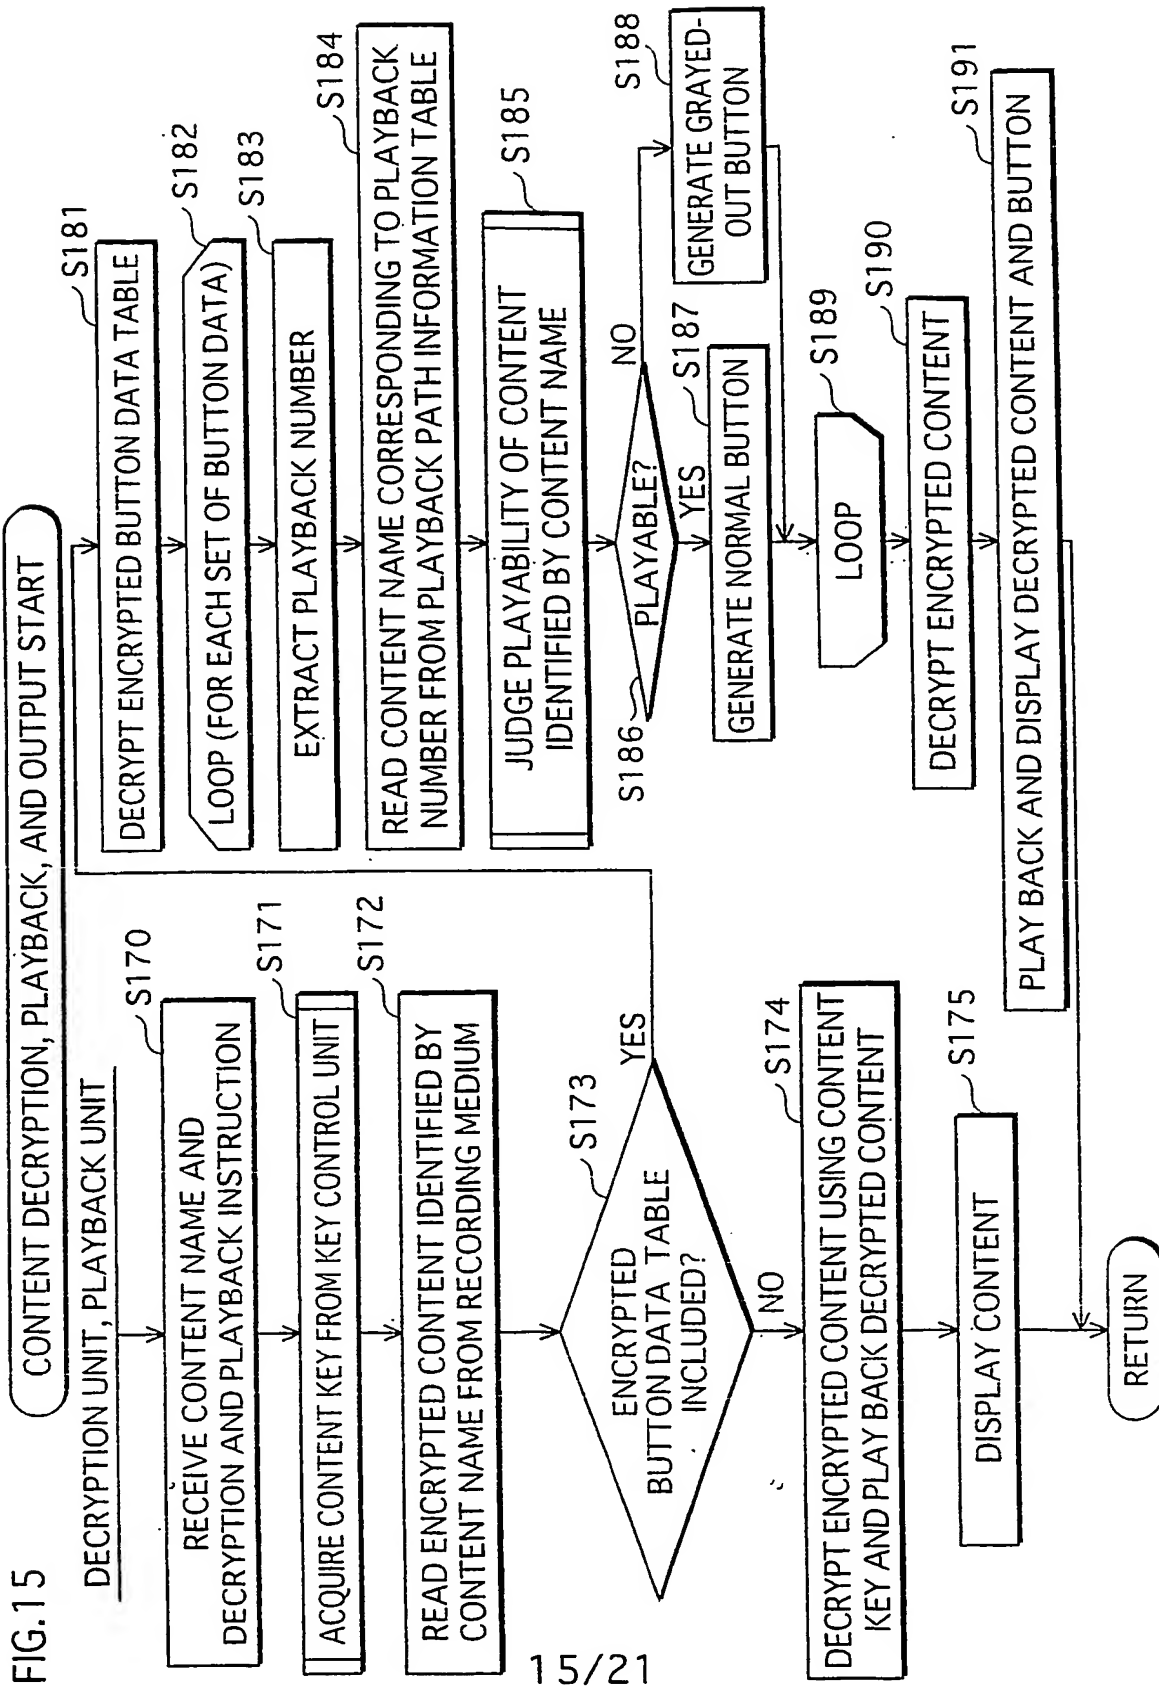 FIG.15
CONTENT DECRYPTION, PLAYBACK, AND OUTPUT START
DECRYPTION UNIT, PLAYBACK UNIT
S170
RECEIVE CONTENT NAME AND
DECRYPTION AND PLAYBACK INSTRUCTION
S171
ACQUIRE CONTENT KEY FROM KEY CONTROL UNIT
S172
READ ENCRYPTED CONTENT IDENTIFIED BY
CONTENT NAME FROM RECORDING MEDIUM
S173
ENCRYPTED
BUTTON DATA TABLE
INCLUDED?
YES
NO
S174
DECRYPT ENCRYPTED CONTENT USING CONTENT
KEY AND PLAY BACK DECRYPTED CONTENT
S175
DISPLAY CONTENT
RETURN
S181
DECRYPT ENCRYPTED BUTTON DATA TABLE
S182
LOOP (FOR EACH SET OF BUTTON DATA)
S183
EXTRACT PLAYBACK NUMBER
S184
READ CONTENT NAME CORRESPONDING TO PLAYBACK
NUMBER FROM PLAYBACK PATH INFORMATION TABLE
S185
JUDGE PLAYABILITY OF CONTENT
IDENTIFIED BY CONTENT NAME
S186
PLAYABLE?
NO
YES
S187
GENERATE NORMAL BUTTON
S188
GENERATE GRAYED-
OUT BUTTON
S189
LOOP
S190
DECRYPT ENCRYPTED CONTENT
S191
PLAY BACK AND DISPLAY DECRYPTED CONTENT AND BUTTON
15/21